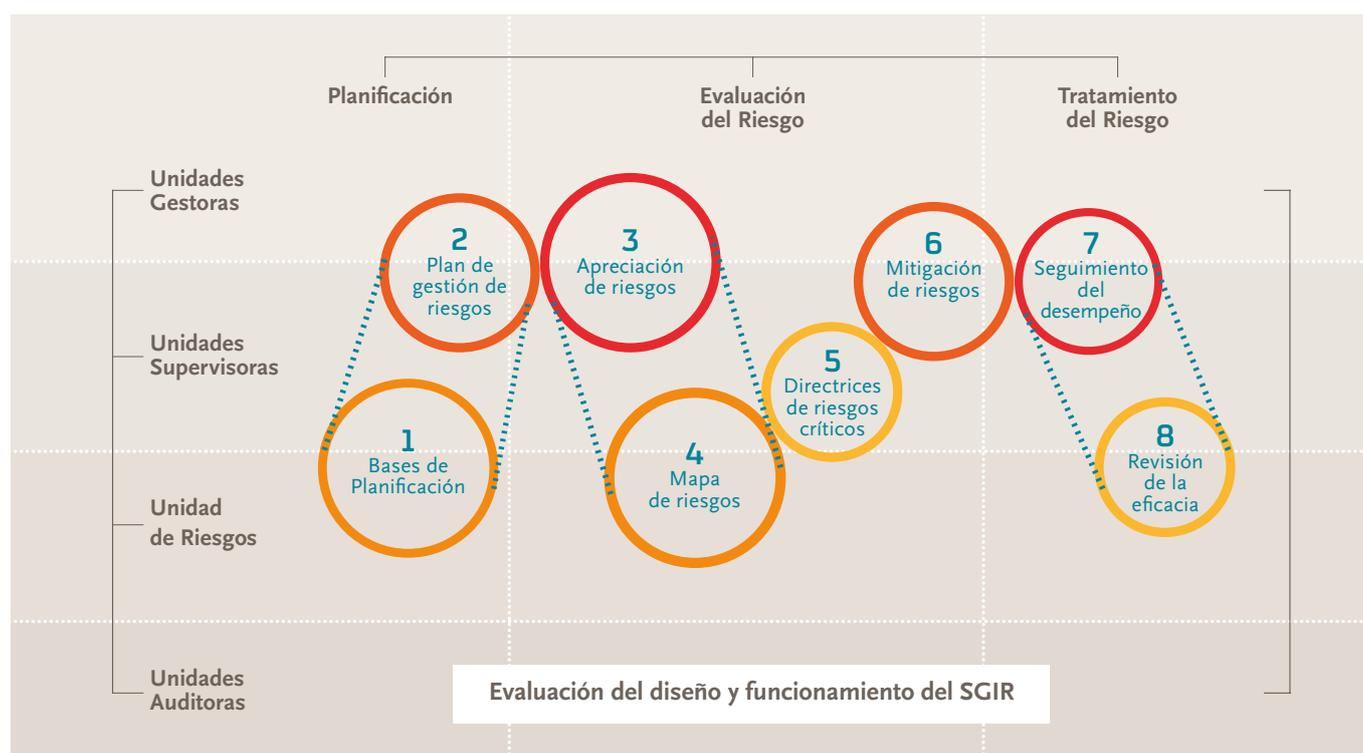 Planificación
Evaluación
del Riesgo
Tratamiento
del Riesgo
Unidades
Gestoras
2
Plan de
gestión de
riesgos
3
Apreciación
de riesgos
6
Mitigación
de riesgos
7
Seguimiento
del
desempeño
Unidades
Supervisoras
5
Directrices
de riesgos
críticos
1
Bases de
Planificación
4
Mapa
de riesgos
8
Revisión
de la
eficacia
Unidad
de Riesgos
Unidades
Auditoras
Evaluación del diseño y funcionamiento del SGIR